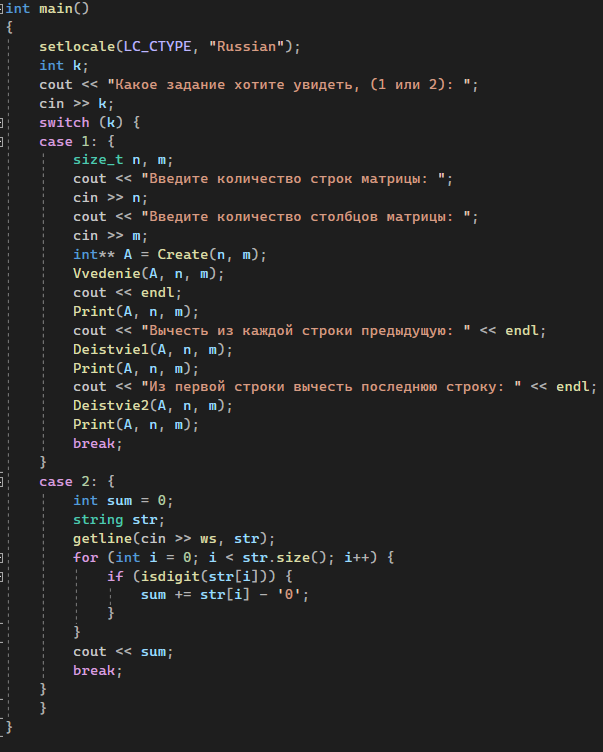 int main()
{
setlocale(LC_CTYPE, "Russian");
int k;
cout << "Какое задание хотите увидеть, (1 или 2): ";
cin >> k;
switch (k) {
case 1: {
size_t n, m;
cout << "Введите количество строк матрицы: ";
cin >> n;
cout << "Введите количество столбцов матрицы: ";
cin >> m;
int** A = Create(n, m);
Vvedenie(A, n, m);
cout << endl;
Print(A, n, m);
cout << "Вычесть из каждой строки предыдущую: " << endl;
Deistvie1(A, n, m);
Print(A, n, m);
cout << "Из первой строки вычесть последнюю строку: " << endl;
Deistvie2(A, n, m);
Print(A, n, m);
break;
}
case 2: {
int sum = 0;
string str;
getline(cin >> ws, str);
for (int i = 0; i < str.size(); i++) {
if (isdigit(str[i])) {
sum += str[i] - '0';
}
}
cout << sum;
break;
}
}
}